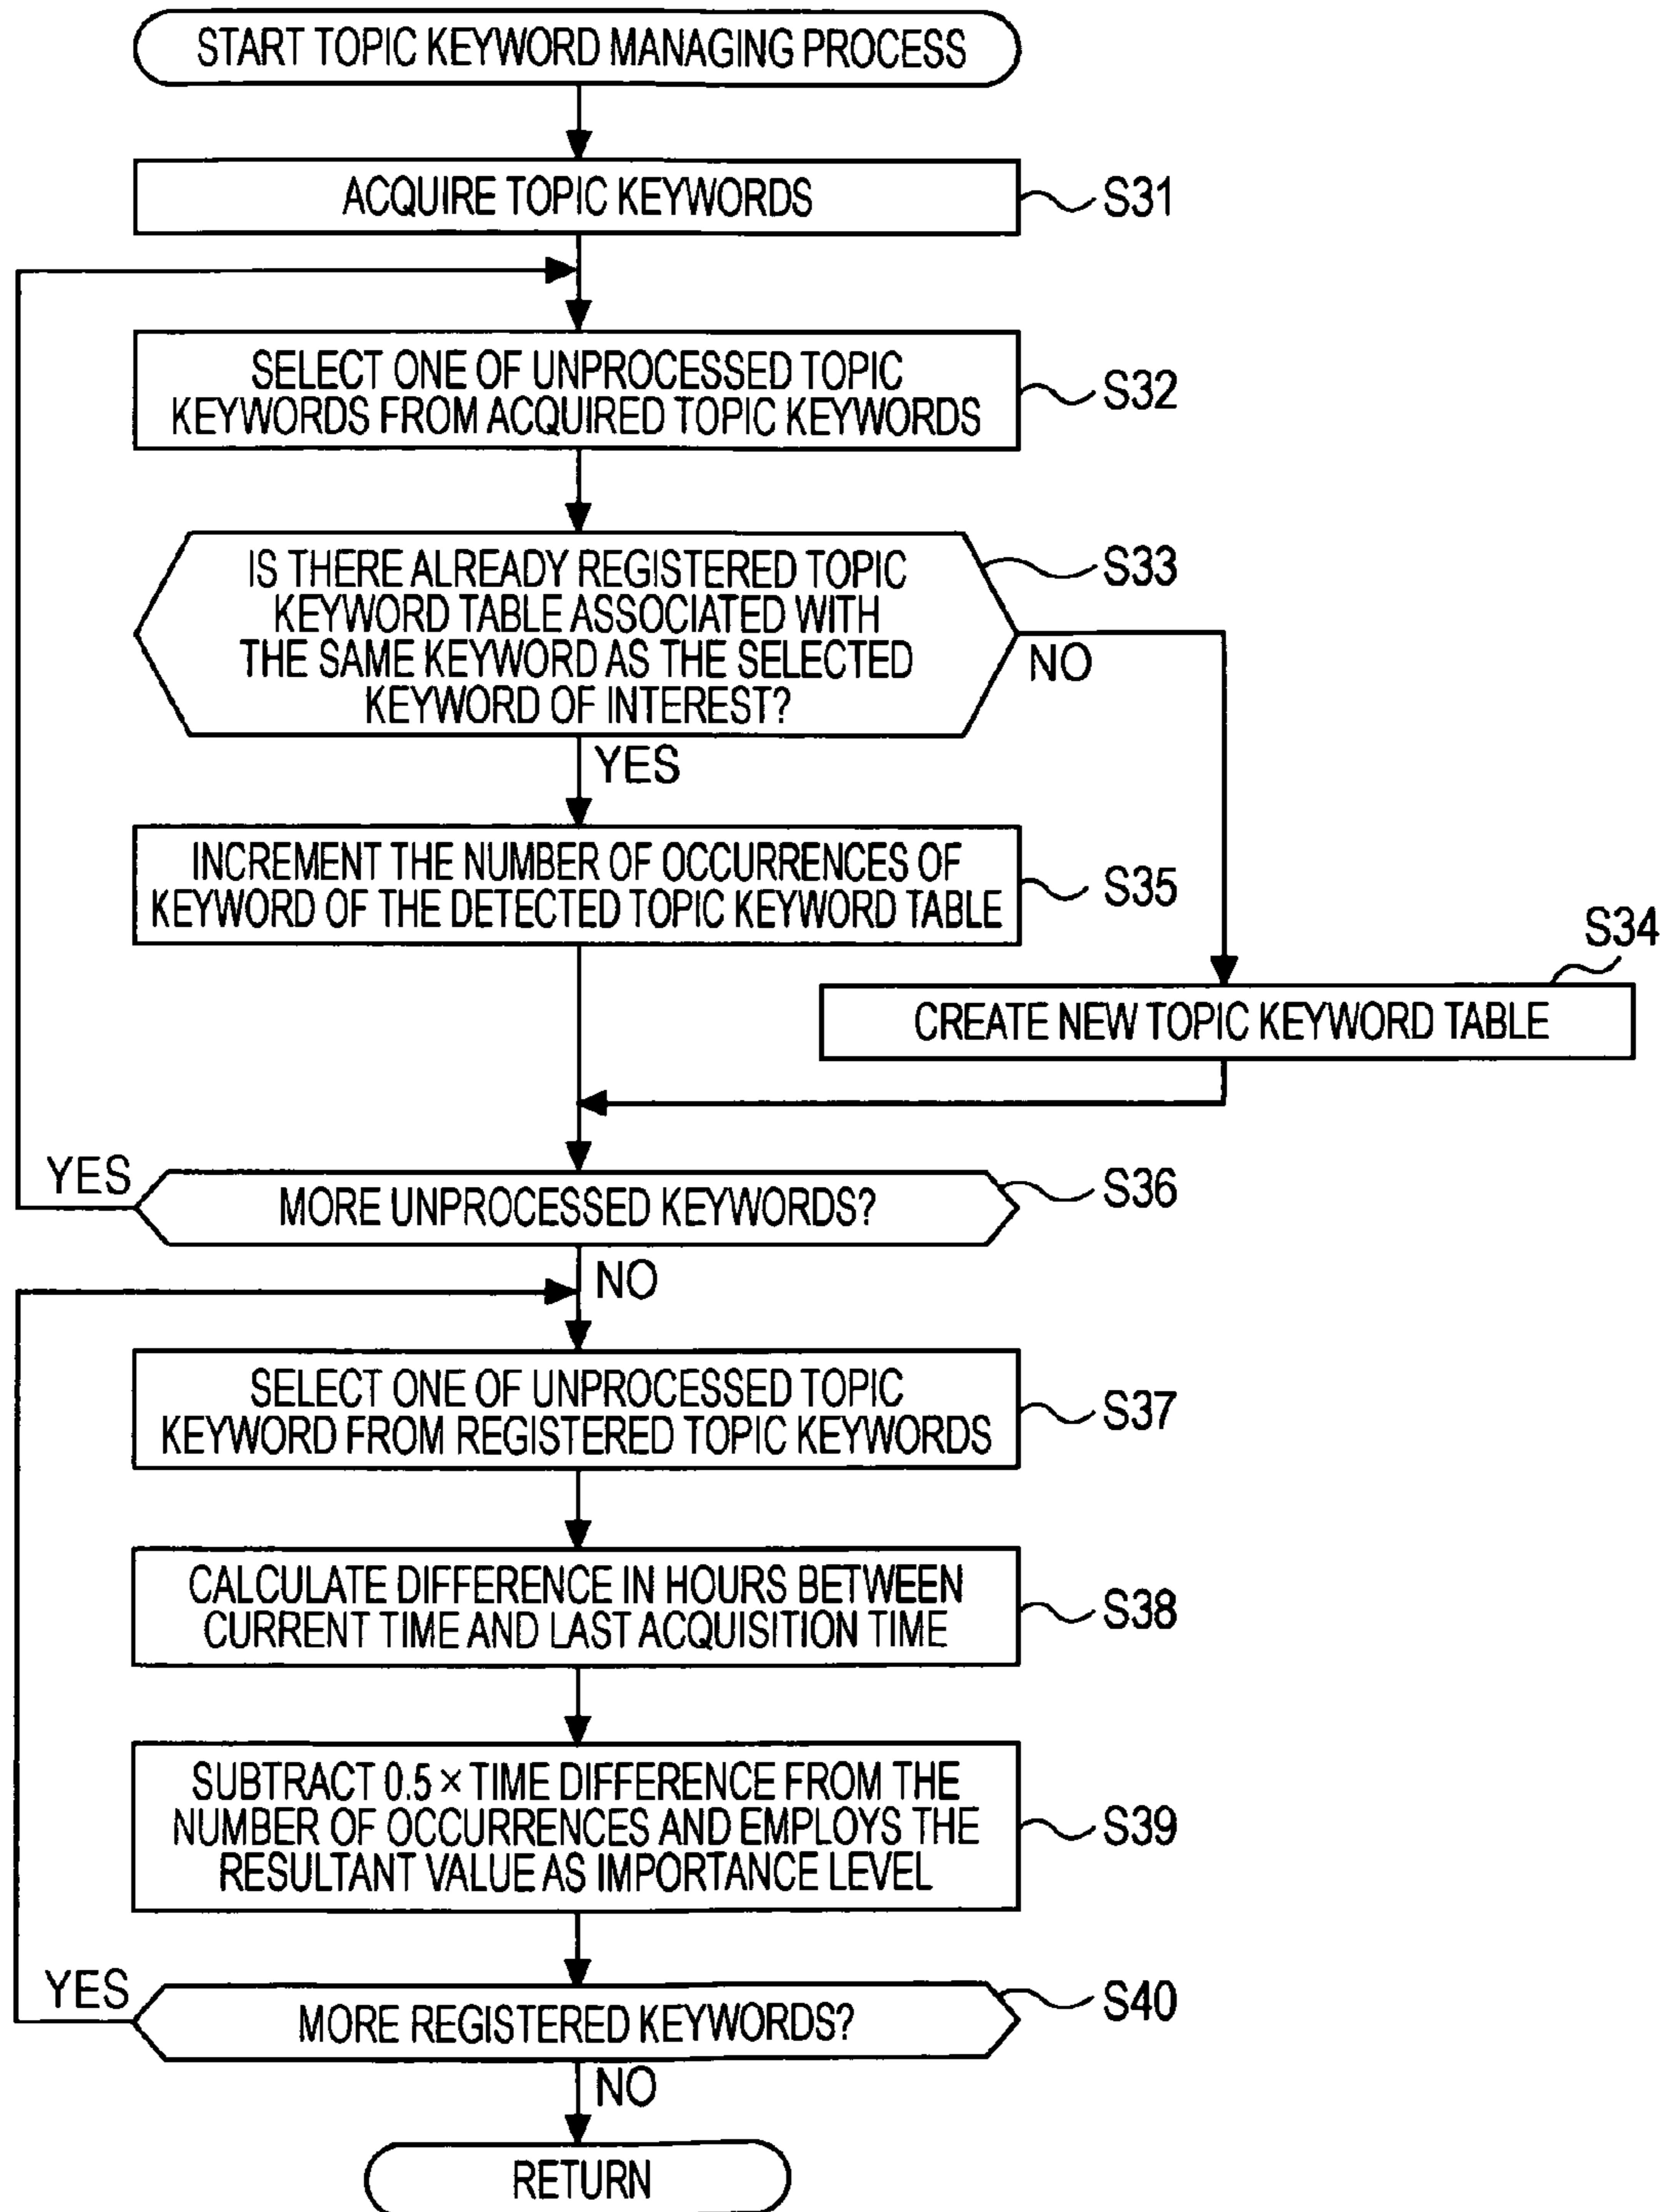 START TOPIC KEYWORD MANAGING PROCESS
ACQUIRE TOPIC KEYWORDS
S31
SELECT ONE OF UNPROCESSED TOPIC
KEYWORDS FROM ACQUIRED TOPIC KEYWORDS
S32
IS THERE ALREADY REGISTERED TOPIC
KEYWORD TABLE ASSOCIATED WITH
THE SAME KEYWORD AS THE SELECTED
KEYWORD OF INTEREST?
S33
NO
YES
INCREMENT THE NUMBER OF OCCURRENCES OF
KEYWORD OF THE DETECTED TOPIC KEYWORD TABLE
S35
S34
CREATE NEW TOPIC KEYWORD TABLE
YES
MORE UNPROCESSED KEYWORDS?
S36
NO
SELECT ONE OF UNPROCESSED TOPIC
KEYWORD FROM REGISTERED TOPIC KEYWORDS
S37
CALCULATE DIFFERENCE IN HOURS BETWEEN
CURRENT TIME AND LAST ACQUISITION TIME
S38
SUBTRACT 0.5 × TIME DIFFERENCE FROM THE
NUMBER OF OCCURRENCES AND EMPLOYS THE
RESULTANT VALUE AS IMPORTANCE LEVEL
S39
YES
MORE REGISTERED KEYWORDS?
S40
NO
RETURN